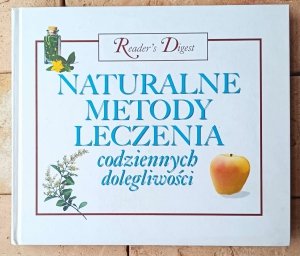 Reader's Digest
NATURALNE
METODY
LECZENIA
codziennych
dolegliwości